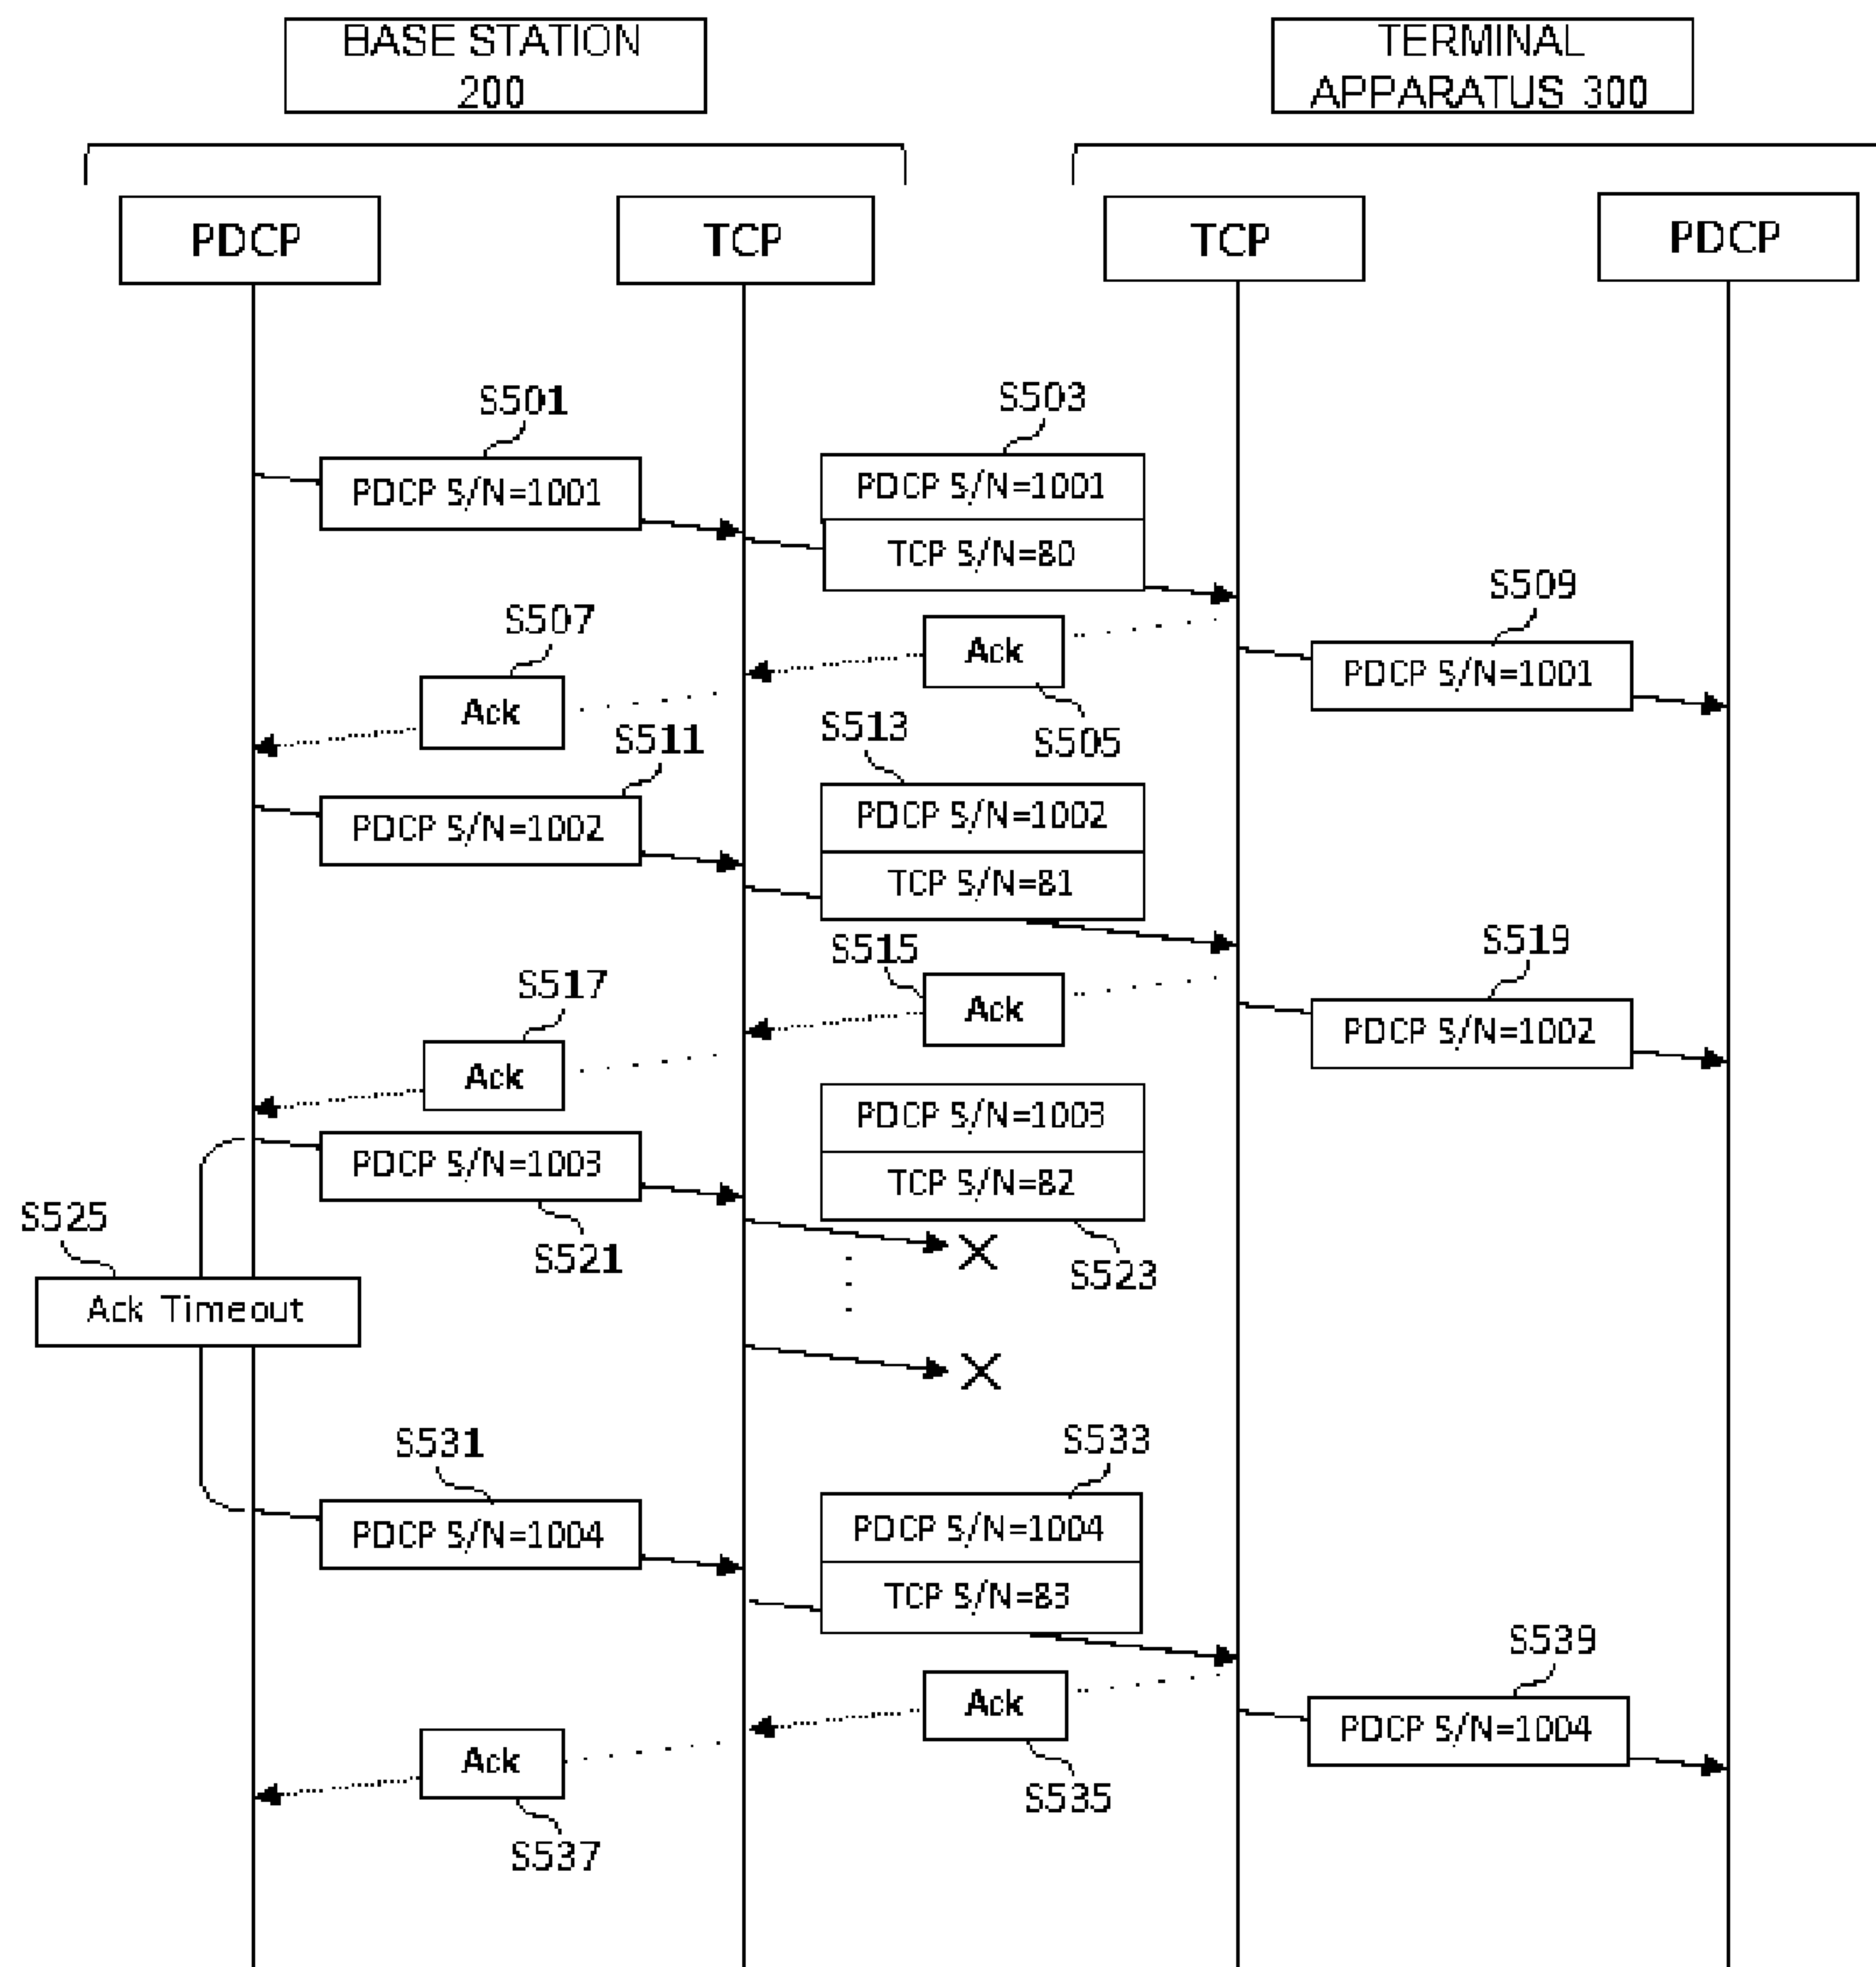 BASE STATION
200
TERMINAL
APPARATUS 300
PDCP
TCP
TCP
PDCP
S501
S503
PDCP S/N=1001
PDCP S/N=1001
TCP S/N=80
S507
S509
Ack
PDCP S/N=1001
Ack
S505
S511
S513
PDCP S/N=1002
PDCP S/N=1002
TCP S/N=81
S515
S519
S517
Ack
PDCP S/N=1002
Ack
PDCP S/N=1003
PDCP S/N=1003
TCP S/N=82
S525
S521
S523
Ack Timeout
S531
S533
PDCP S/N=1004
PDCP S/N=1004
TCP S/N=83
S539
Ack
PDCP S/N=1004
Ack
S535
S537